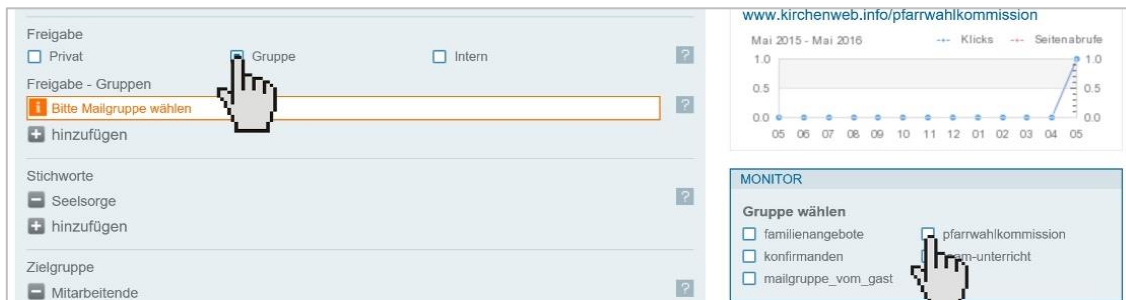 Freigabe
Privat Gruppe Intern ?
Freigabe - Gruppen
i Bitte Mailgruppe wählen ?
hinzufügen
Stichworte
Seelsorge ?
hinzufügen
Zielgruppe
Mitarbeitende ?
www.kirchenweb.info/pfarrwahlkommission
Mai 2015 - Mai 2016 Klicks Seitenabrufe
1.0 1.0
0.5 0.5
0.0 0.0
05 06 07 08 09 10 11 12 01 02 03 04 05
MONITOR
Gruppe wählen
familienangebote pfarrwahlkommission
konfirmanden -unterricht
mailgruppe_vom_gast